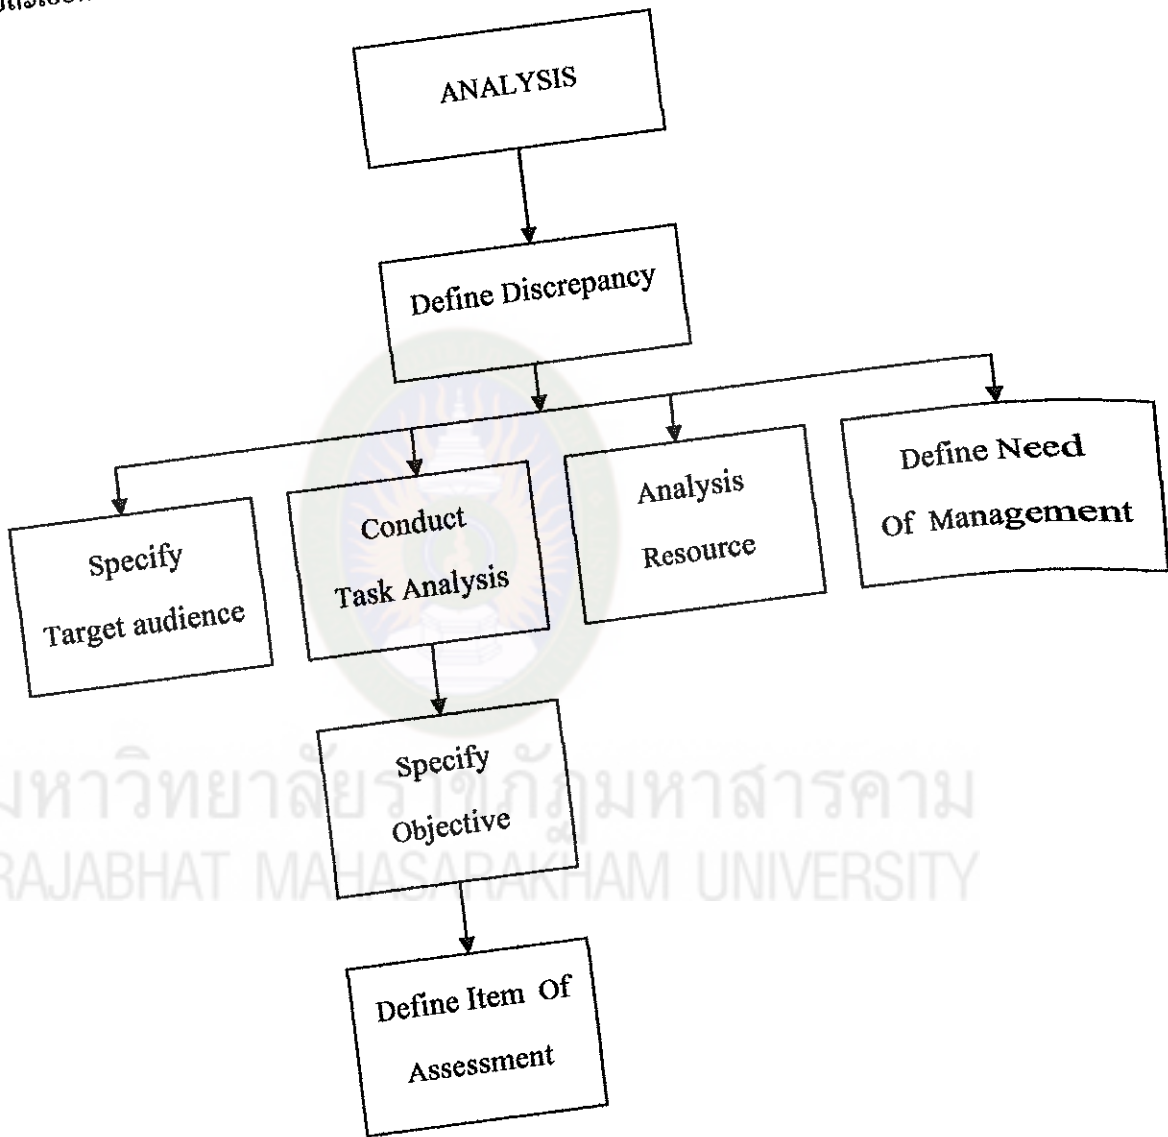 ANALYSIS
Define Discrepancy
Specify
Target audience
Conduct
Task Analysis
Analysis
Resource
Define Need
Of Management
Specify
Objective
มหาวิทยาลัยราชภัฏมหาสารคาม
RAJABHAT MAHASARAKHAM UNIVERSITY
Define Item Of
Assessment